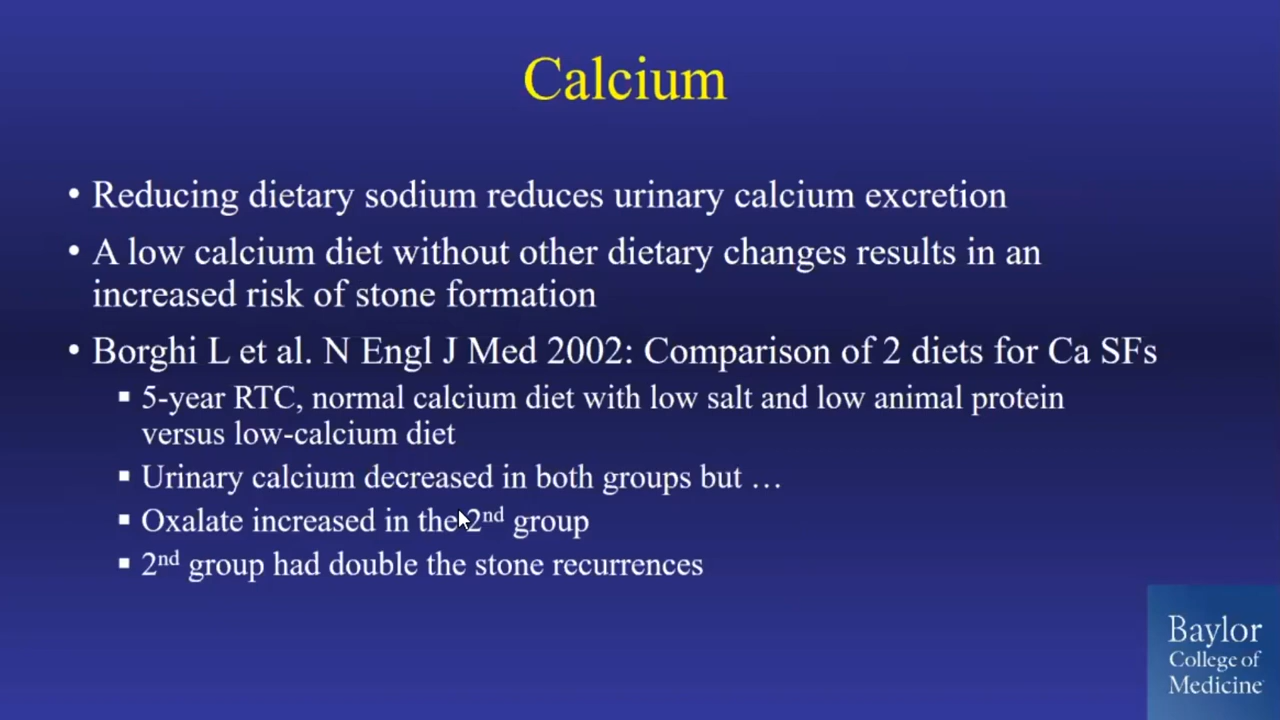 Calcium
• Reducing dietary sodium reduces urinary calcium excretion
• A low calcium diet without other dietary changes results in an
increased risk of stone formation
• Borghi L et al. N Engl J Med 2002: Comparison of 2 diets for Ca SFs
▪ 5-year RTC, normal calcium diet with low salt and low animal protein
versus low-calcium diet
▪ Urinary calcium decreased in both groups but …
▪ Oxalate increased in the 2nd group
▪ 2nd group had double the stone recurrences
Baylor
College of
Medicine